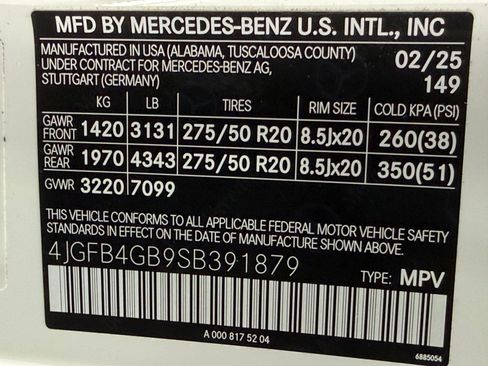 MFD BY MERCEDES-BENZ U.S. INTL., INC
MANUFACTURED IN USA (ALABAMA, TUSCALOOSA COUNTY) 02/25
UNDER CONTRACT FOR MERCEDES-BENZ AG,
STUTTGART (GERMANY) 149
KG LB TIRES RIM SIZE COLD KPA (PSI)
GAWR FRONT 1420 3131 275/50 R20 8.5Jx20 260(38)
GAWR REAR 1970 4343 275/50 R20 8.5Jx20 350(51)
GWR 3220 7099
THIS VEHICLE CONFORMS TO ALL APPLICABLE FEDERAL MOTOR VEHICLE SAFETY
STANDARDS IN EFFECT ON THE DATE OF MANUFACTURE SHOWN ABOVE.
4JGFB4GB9SB391879
TYPE: MPV
A 000 817 52 04
6885054